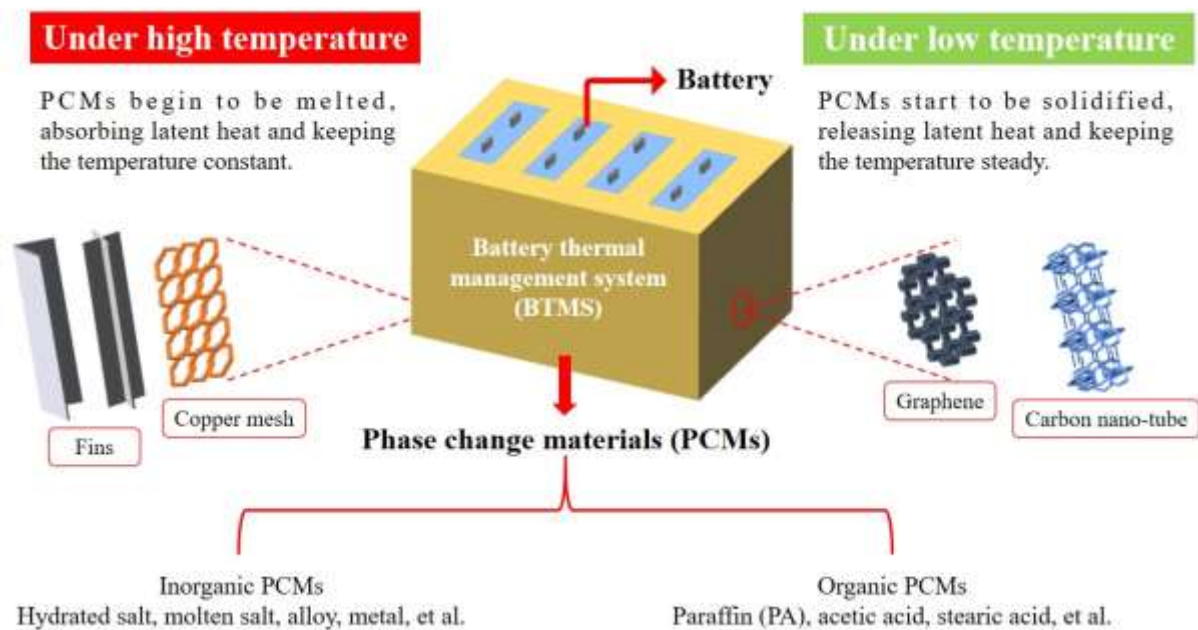 Under high temperature
PCMs begin to be melted,
absorbing latent heat and keeping
the temperature constant.
Battery
Under low temperature
PCMs start to be solidified,
releasing latent heat and keeping
the temperature steady.
Battery thermal
management system
(BTMS)
Fins
Copper mesh
Graphene
Carbon nano-tube
Phase change materials (PCMs)
Inorganic PCMs
Hydrated salt, molten salt, alloy, metal, et al.
Organic PCMs
Paraffin (PA), acetic acid, stearic acid, et al.